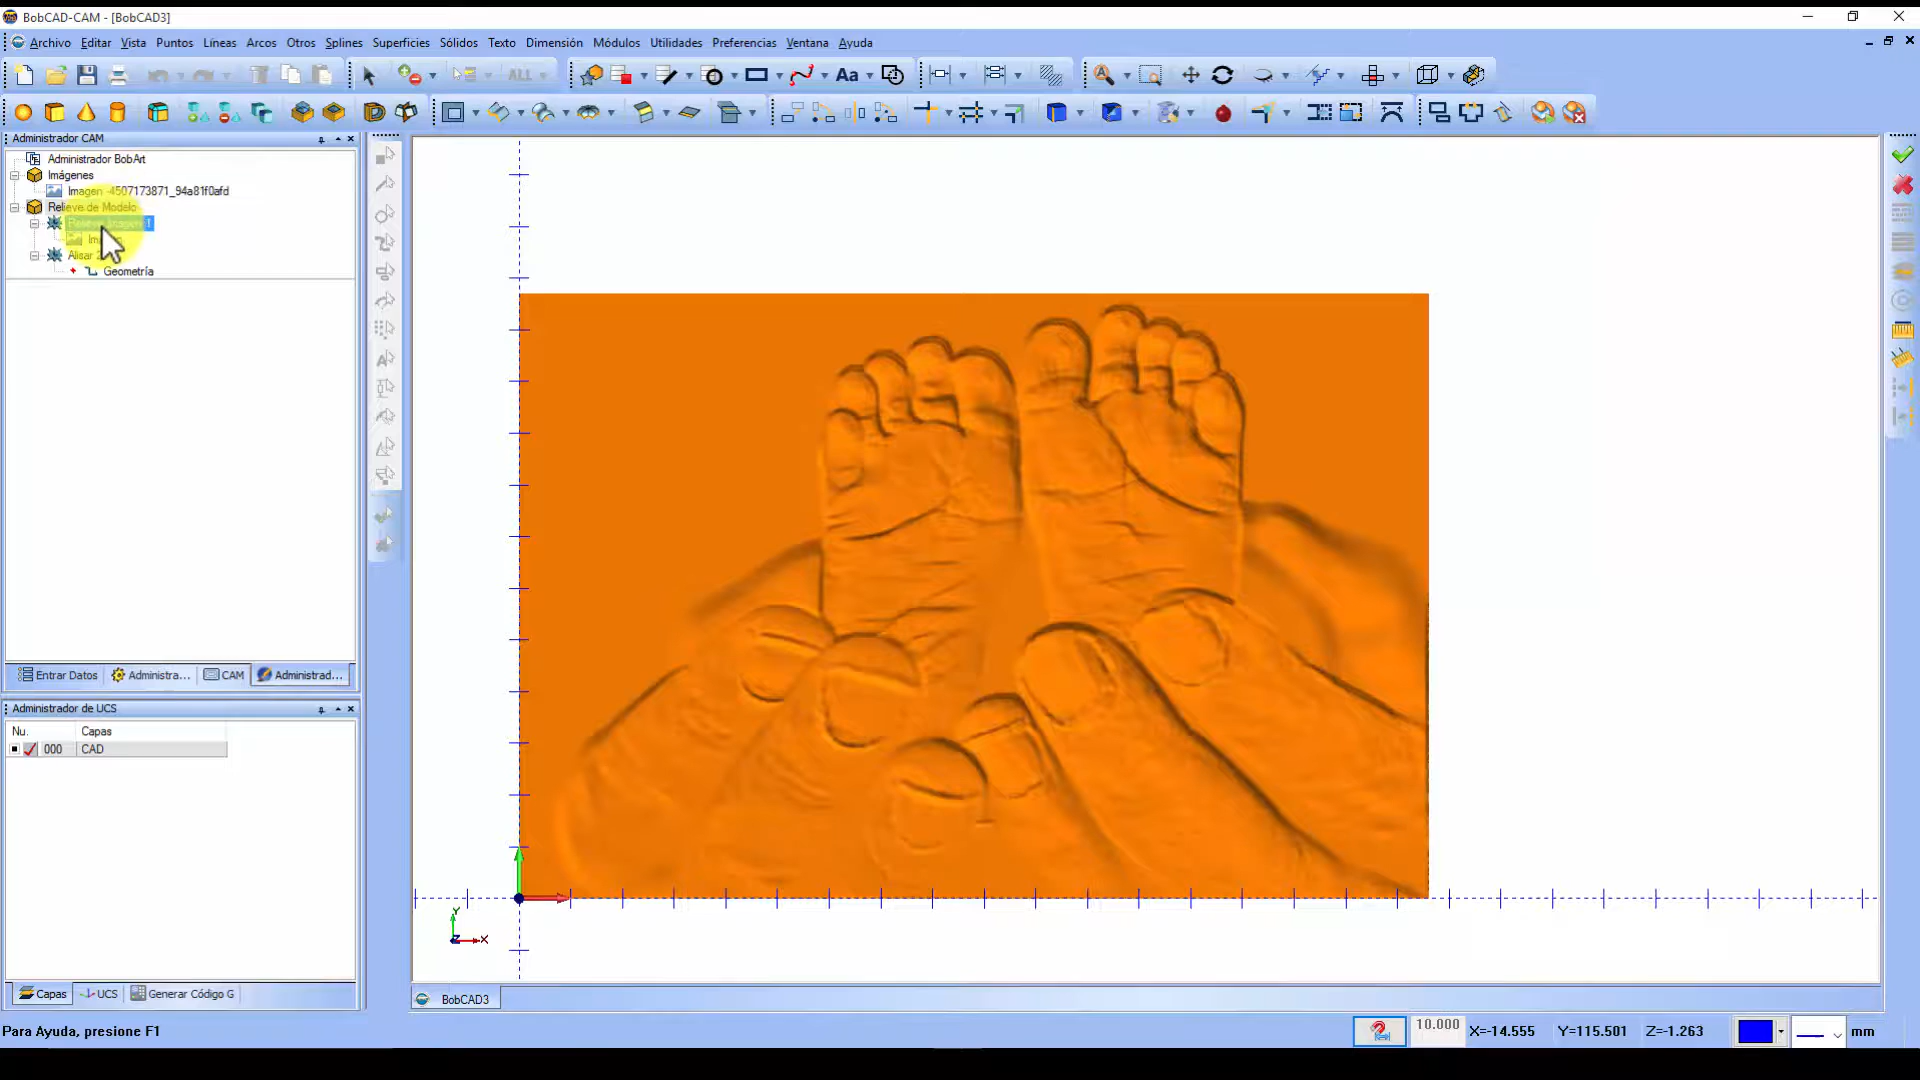 BobCAD-CAM - [BobCAD3]
Archivo Editar Vista Puntos Líneas Arcos Otros Splines Superficies Sólidos Texto Dimensión Módulos Utilidades Preferencias Ventana Ayuda
ALL
Aa
Administrador CAM
Administrador BobArt
Imágenes
Imagen -4507173871_94a81f0afd
Relieve de Modelo
Alisar
Geometría
Entrar Datos Administra... CAM Administrad...
Administrador de UCS
Nu. Capas
000 CAD
Capas UCS Generar Código G
Y
Z X
BobCAD3
Para Ayuda, presione F1
10.000 X=-14.555 Y=115.501 Z=-1.263 mm